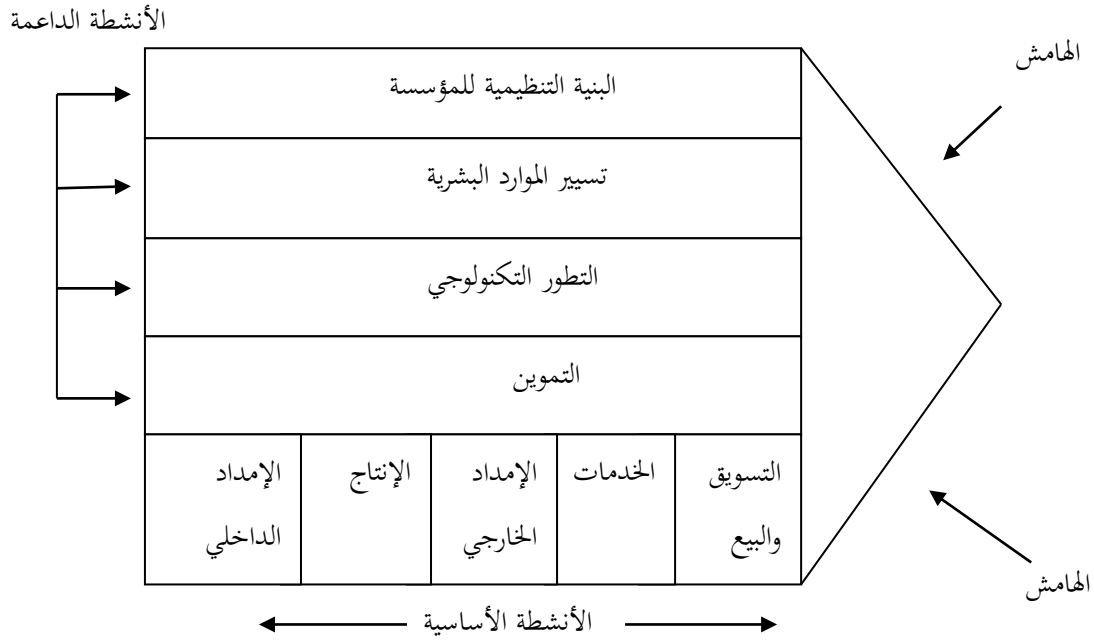 الأنشطة الداعمة
الهامش
البنية التنظيمية للمؤسسة
تسيير الموارد البشرية
التطور التكنولوجي
التموين
التسويق
والبيع
الخدمات
الإمداد
الخارجي
الإنتاج
الإمداد
الداخلي
الهامش
الأنشطة الأساسية